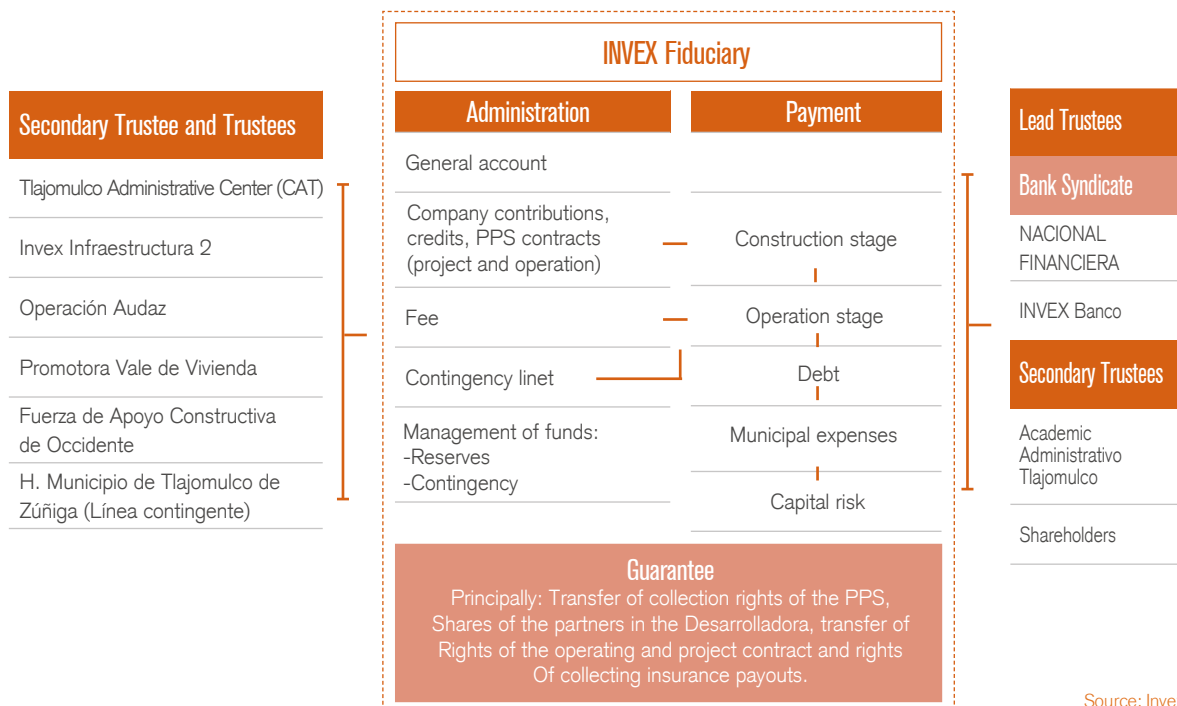 INVEX Fiduciary
Secondary Trustee and Trustees
Tlajomulco Administrative Center (CAT)
Invex Infraestructura 2
Operación Audaz
Promotora Vale de Vivienda
Fuerza de Apoyo Constructiva
de Occidente
H. Municipio de Tlajomulco de
Zúñiga (Línea contingente)
Administration
General account
Company contributions,
credits, PPS contracts
(project and operation)
Fee
Contingency linet
Management of funds:
-Reserves
-Contingency
Payment
Construction stage
Operation stage
Debt
Municipal expenses
Capital risk
Guarantee
Principally: Transfer of collection rights of the PPS,
Shares of the partners in the Desarrolladora, transfer of
Rights of the operating and project contract and rights
Of collecting insurance payouts.
Lead Trustees
Bank Syndicate
NACIONAL
FINANCIERA
INVEX Banco
Secondary Trustees
Academic
Administrativo
Tlajomulco
Shareholders
Source: Inve